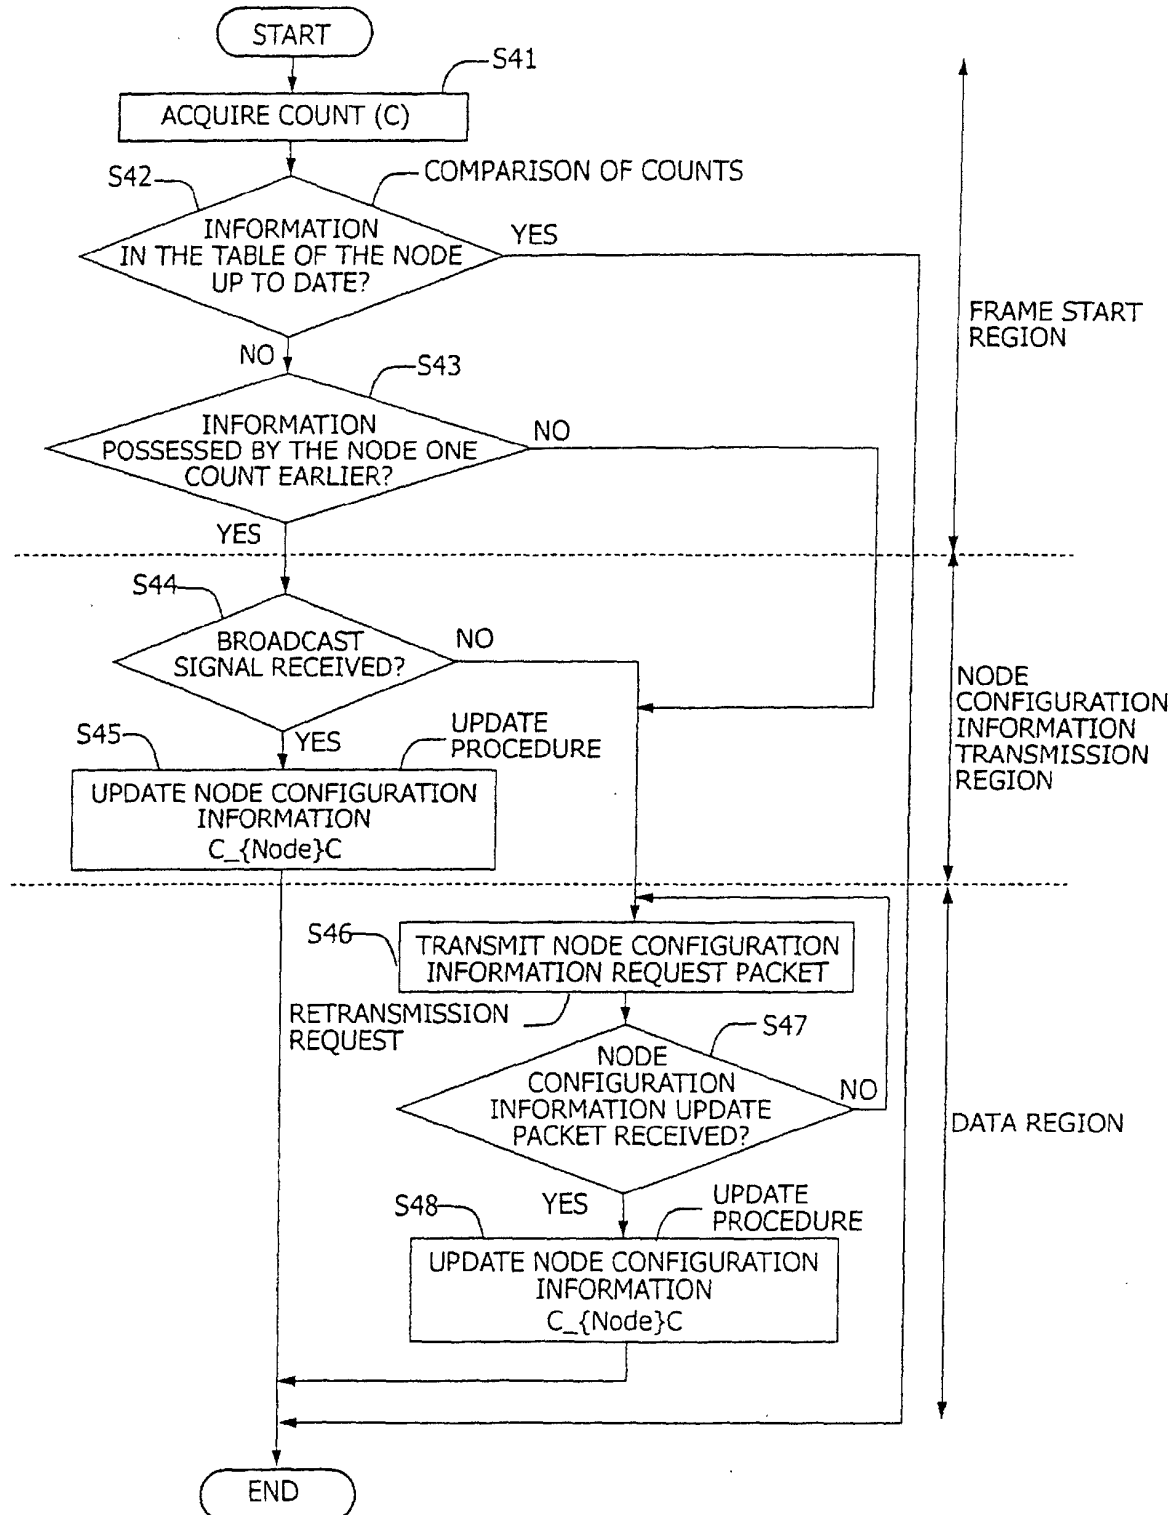 START
S41
ACQUIRE COUNT (C)
S42
COMPARISON OF COUNTS
INFORMATION
IN THE TABLE OF THE NODE
UP TO DATE?
YES
FRAME START
REGION
NO
S43
INFORMATION
POSSESSED BY THE NODE ONE
COUNT EARLIER?
NO
YES
S44
BROADCAST
SIGNAL RECEIVED?
NO
NODE
CONFIGURATION
INFORMATION
TRANSMISSION
REGION
S45
YES
UPDATE
PROCEDURE
UPDATE NODE CONFIGURATION
INFORMATION
C_{Node}C
S46
TRANSMIT NODE CONFIGURATION
INFORMATION REQUEST PACKET
RETRANSMISSION
REQUEST
S47
NODE
CONFIGURATION
INFORMATION UPDATE
PACKET RECEIVED?
NO
DATA REGION
YES
S48
UPDATE
PROCEDURE
UPDATE NODE CONFIGURATION
INFORMATION
C_{Node}C
END